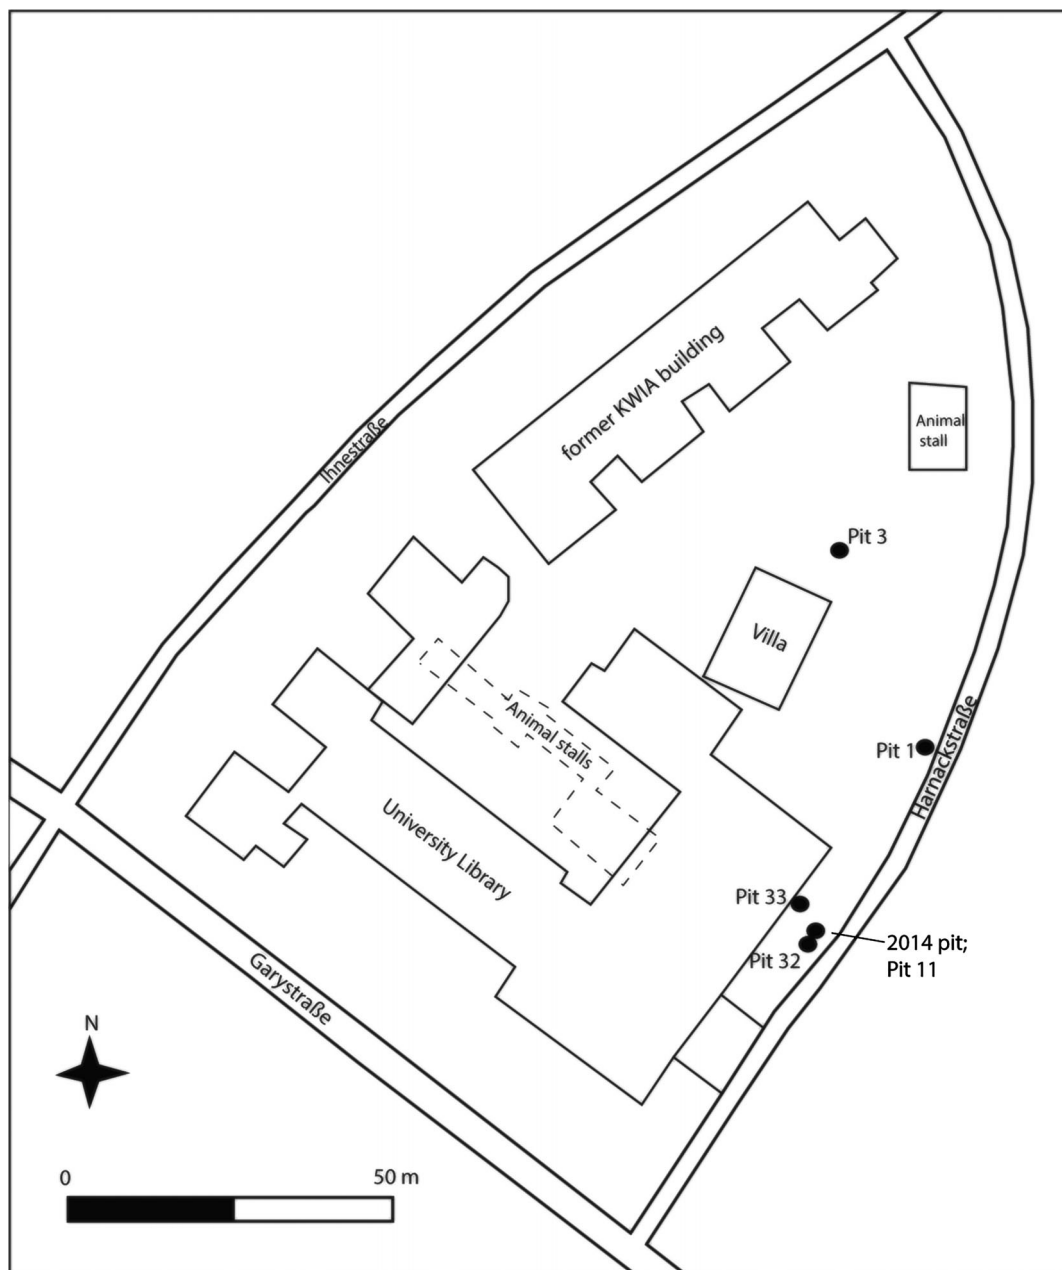 former KWIA building
Ihnestraße
Animal
stall
Pit 3
Villa
Animal stalls
Harnackstraße
Pit 1
University Library
Pit 33
2014 pit;
Pit 11
Pit 32
Garystraße
N
0
50 m